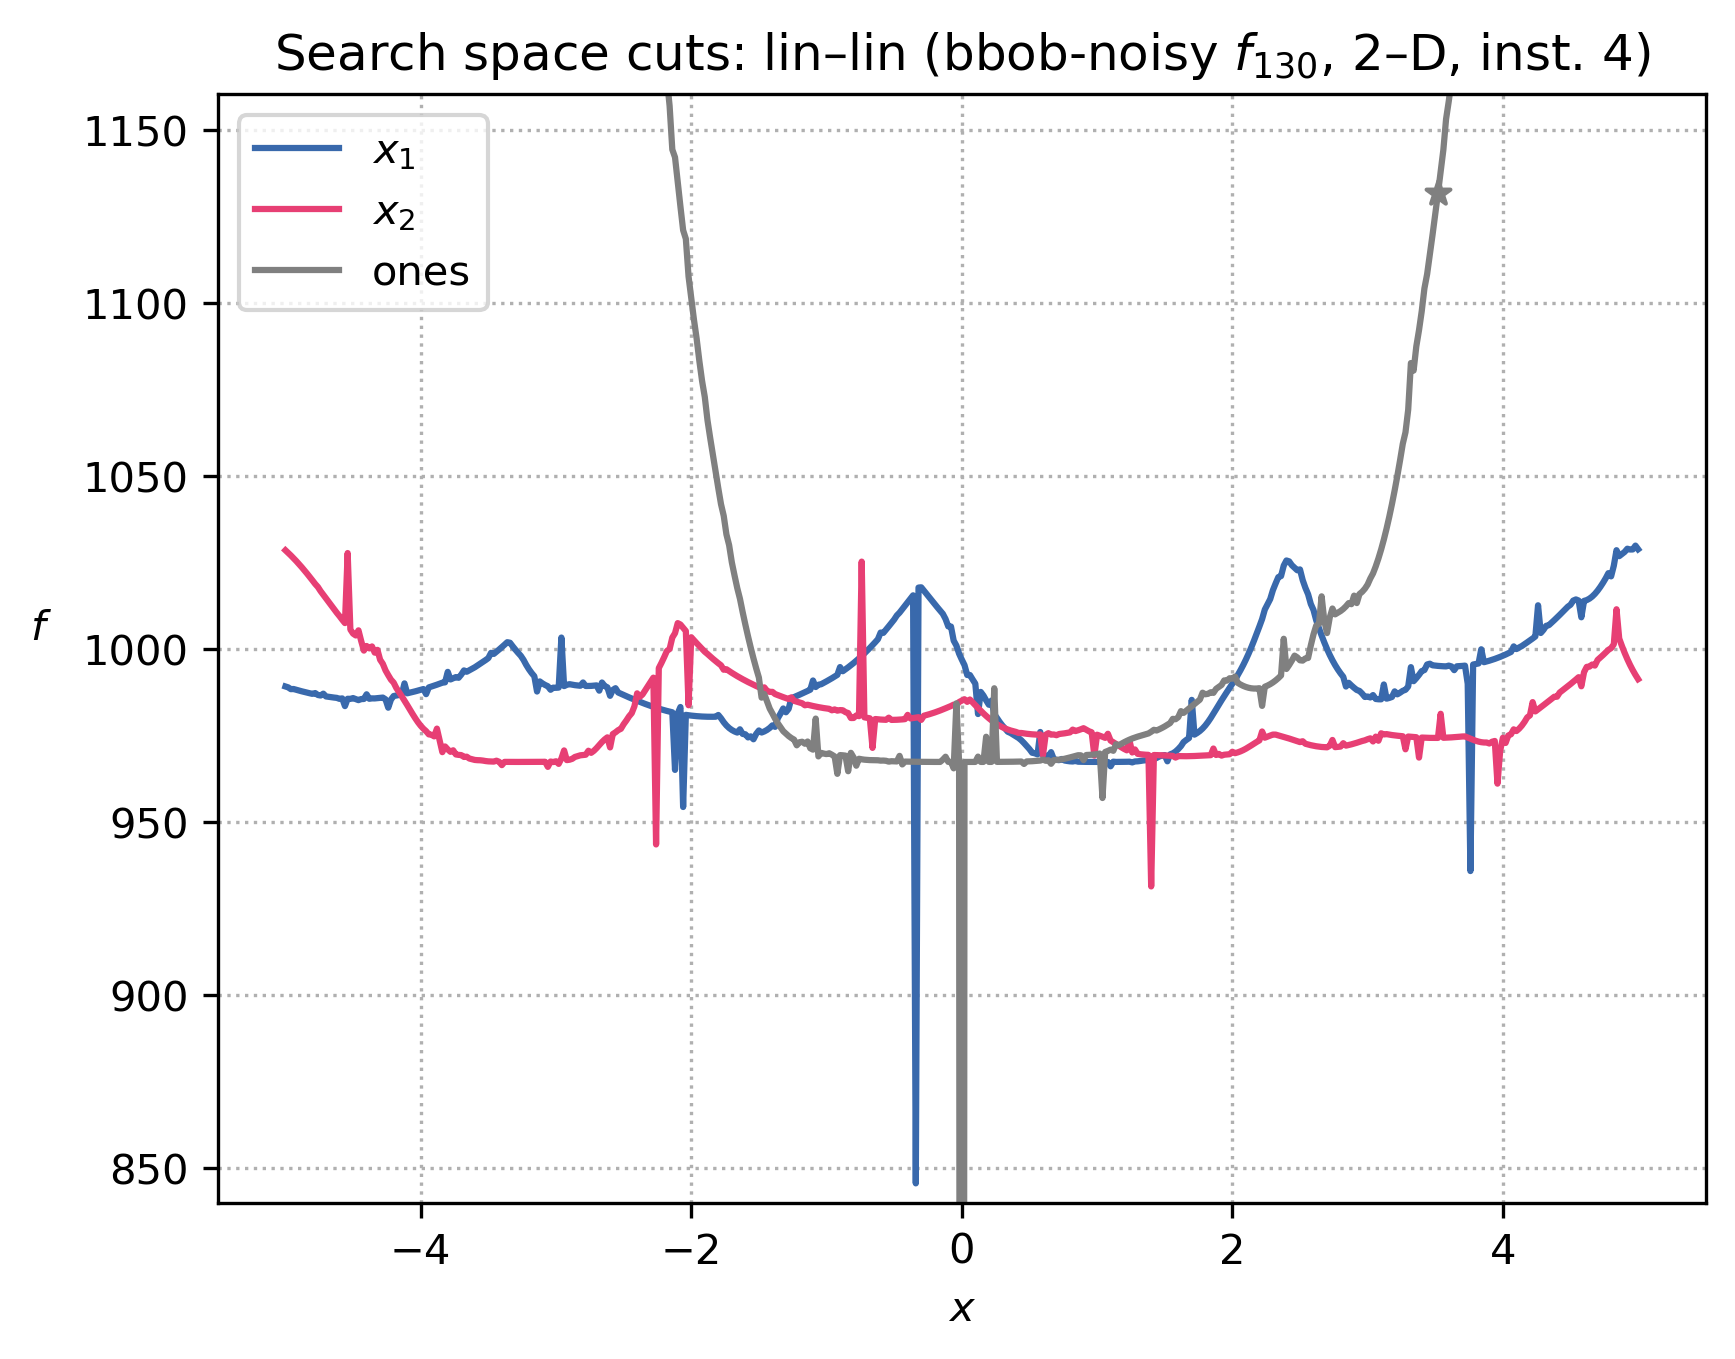 Search space cuts: lin–lin (bbob-noisy f₁₃₀, 2–D, inst. 4)
x₁
x₂
ones
1150
1100
1050
1000
950
900
850
f
−4
−2
0
2
4
x